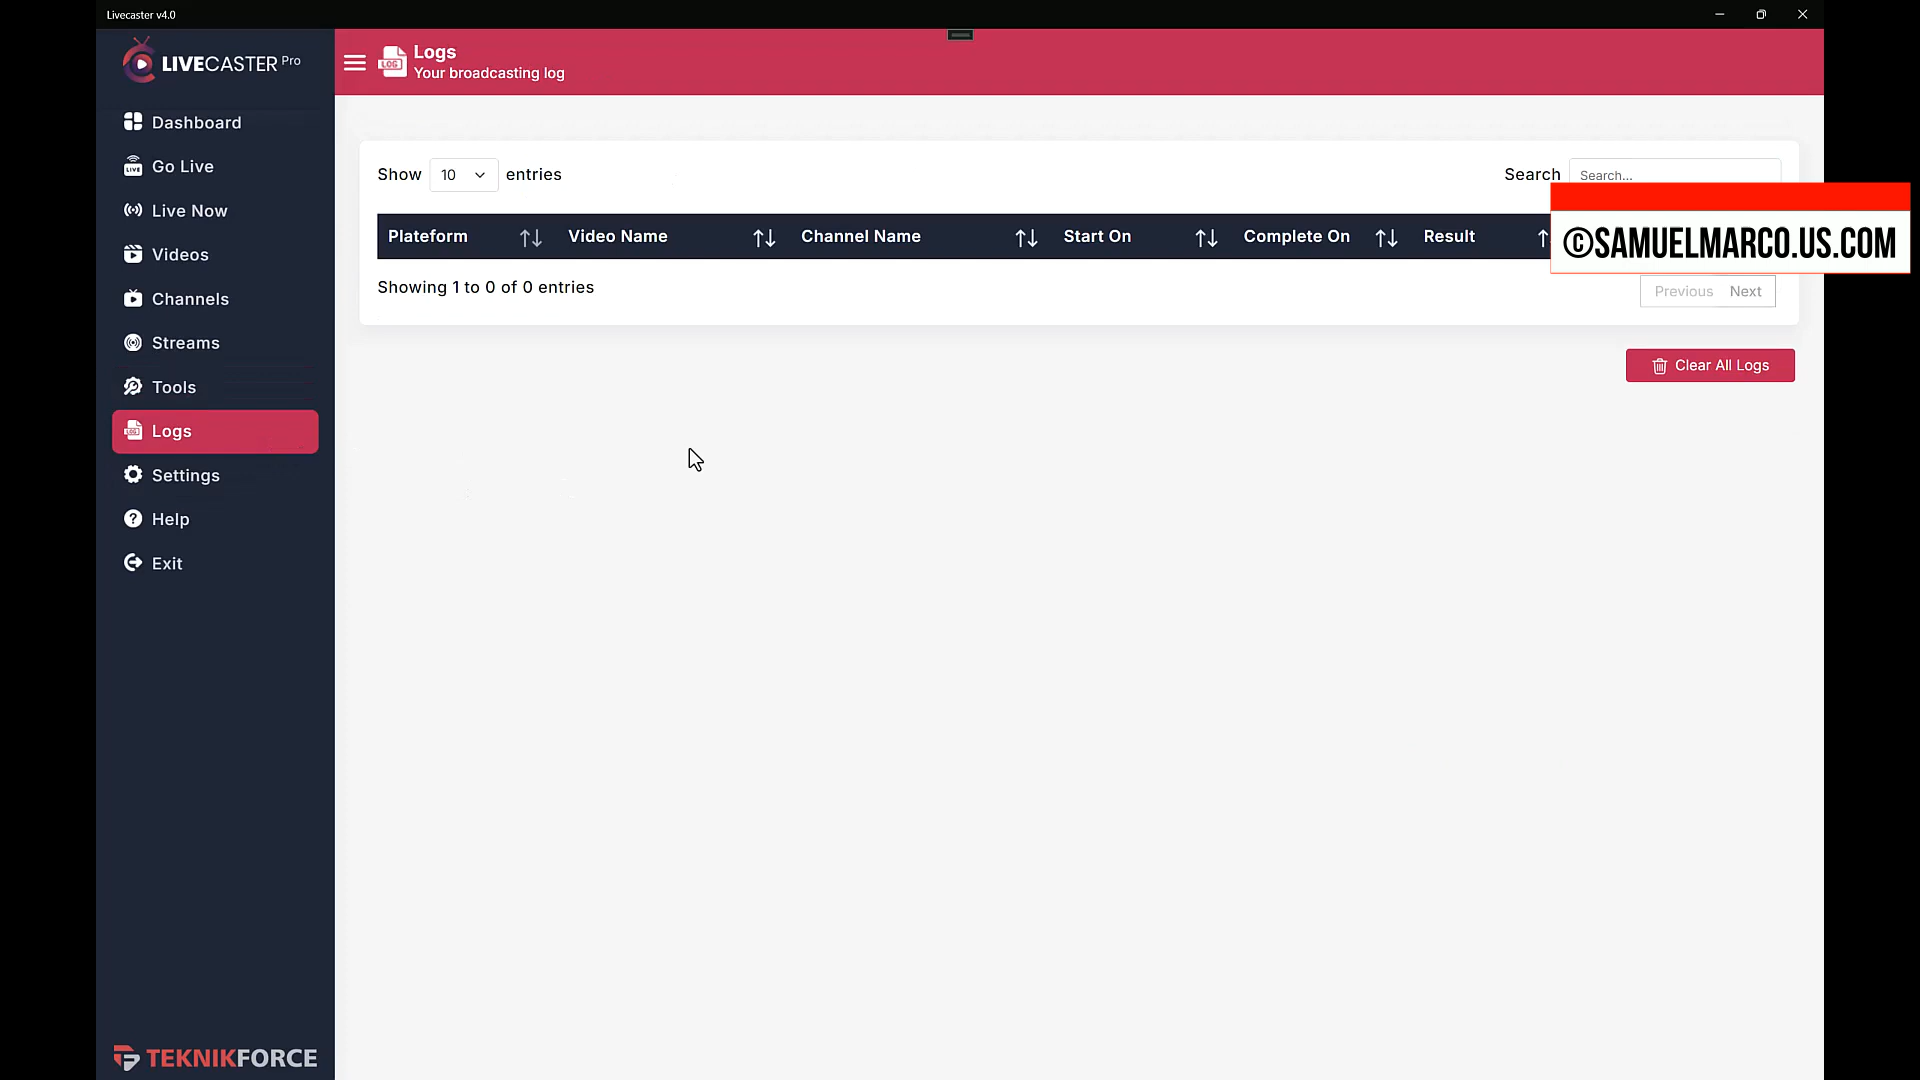 Livecaster v4.0
LIVECASTER Pro
Logs
Your broadcasting log
Dashboard
Go Live
Live Now
Videos
Channels
Streams
Tools
Logs
Settings
Help
Exit
Show 10 entries
Search Search...
Plateform Video Name Channel Name Start On Complete On Result
©SAMUELMARCO.US.COM
Showing 1 to 0 of 0 entries
Previous Next
Clear All Logs
TEKNIKFORCE